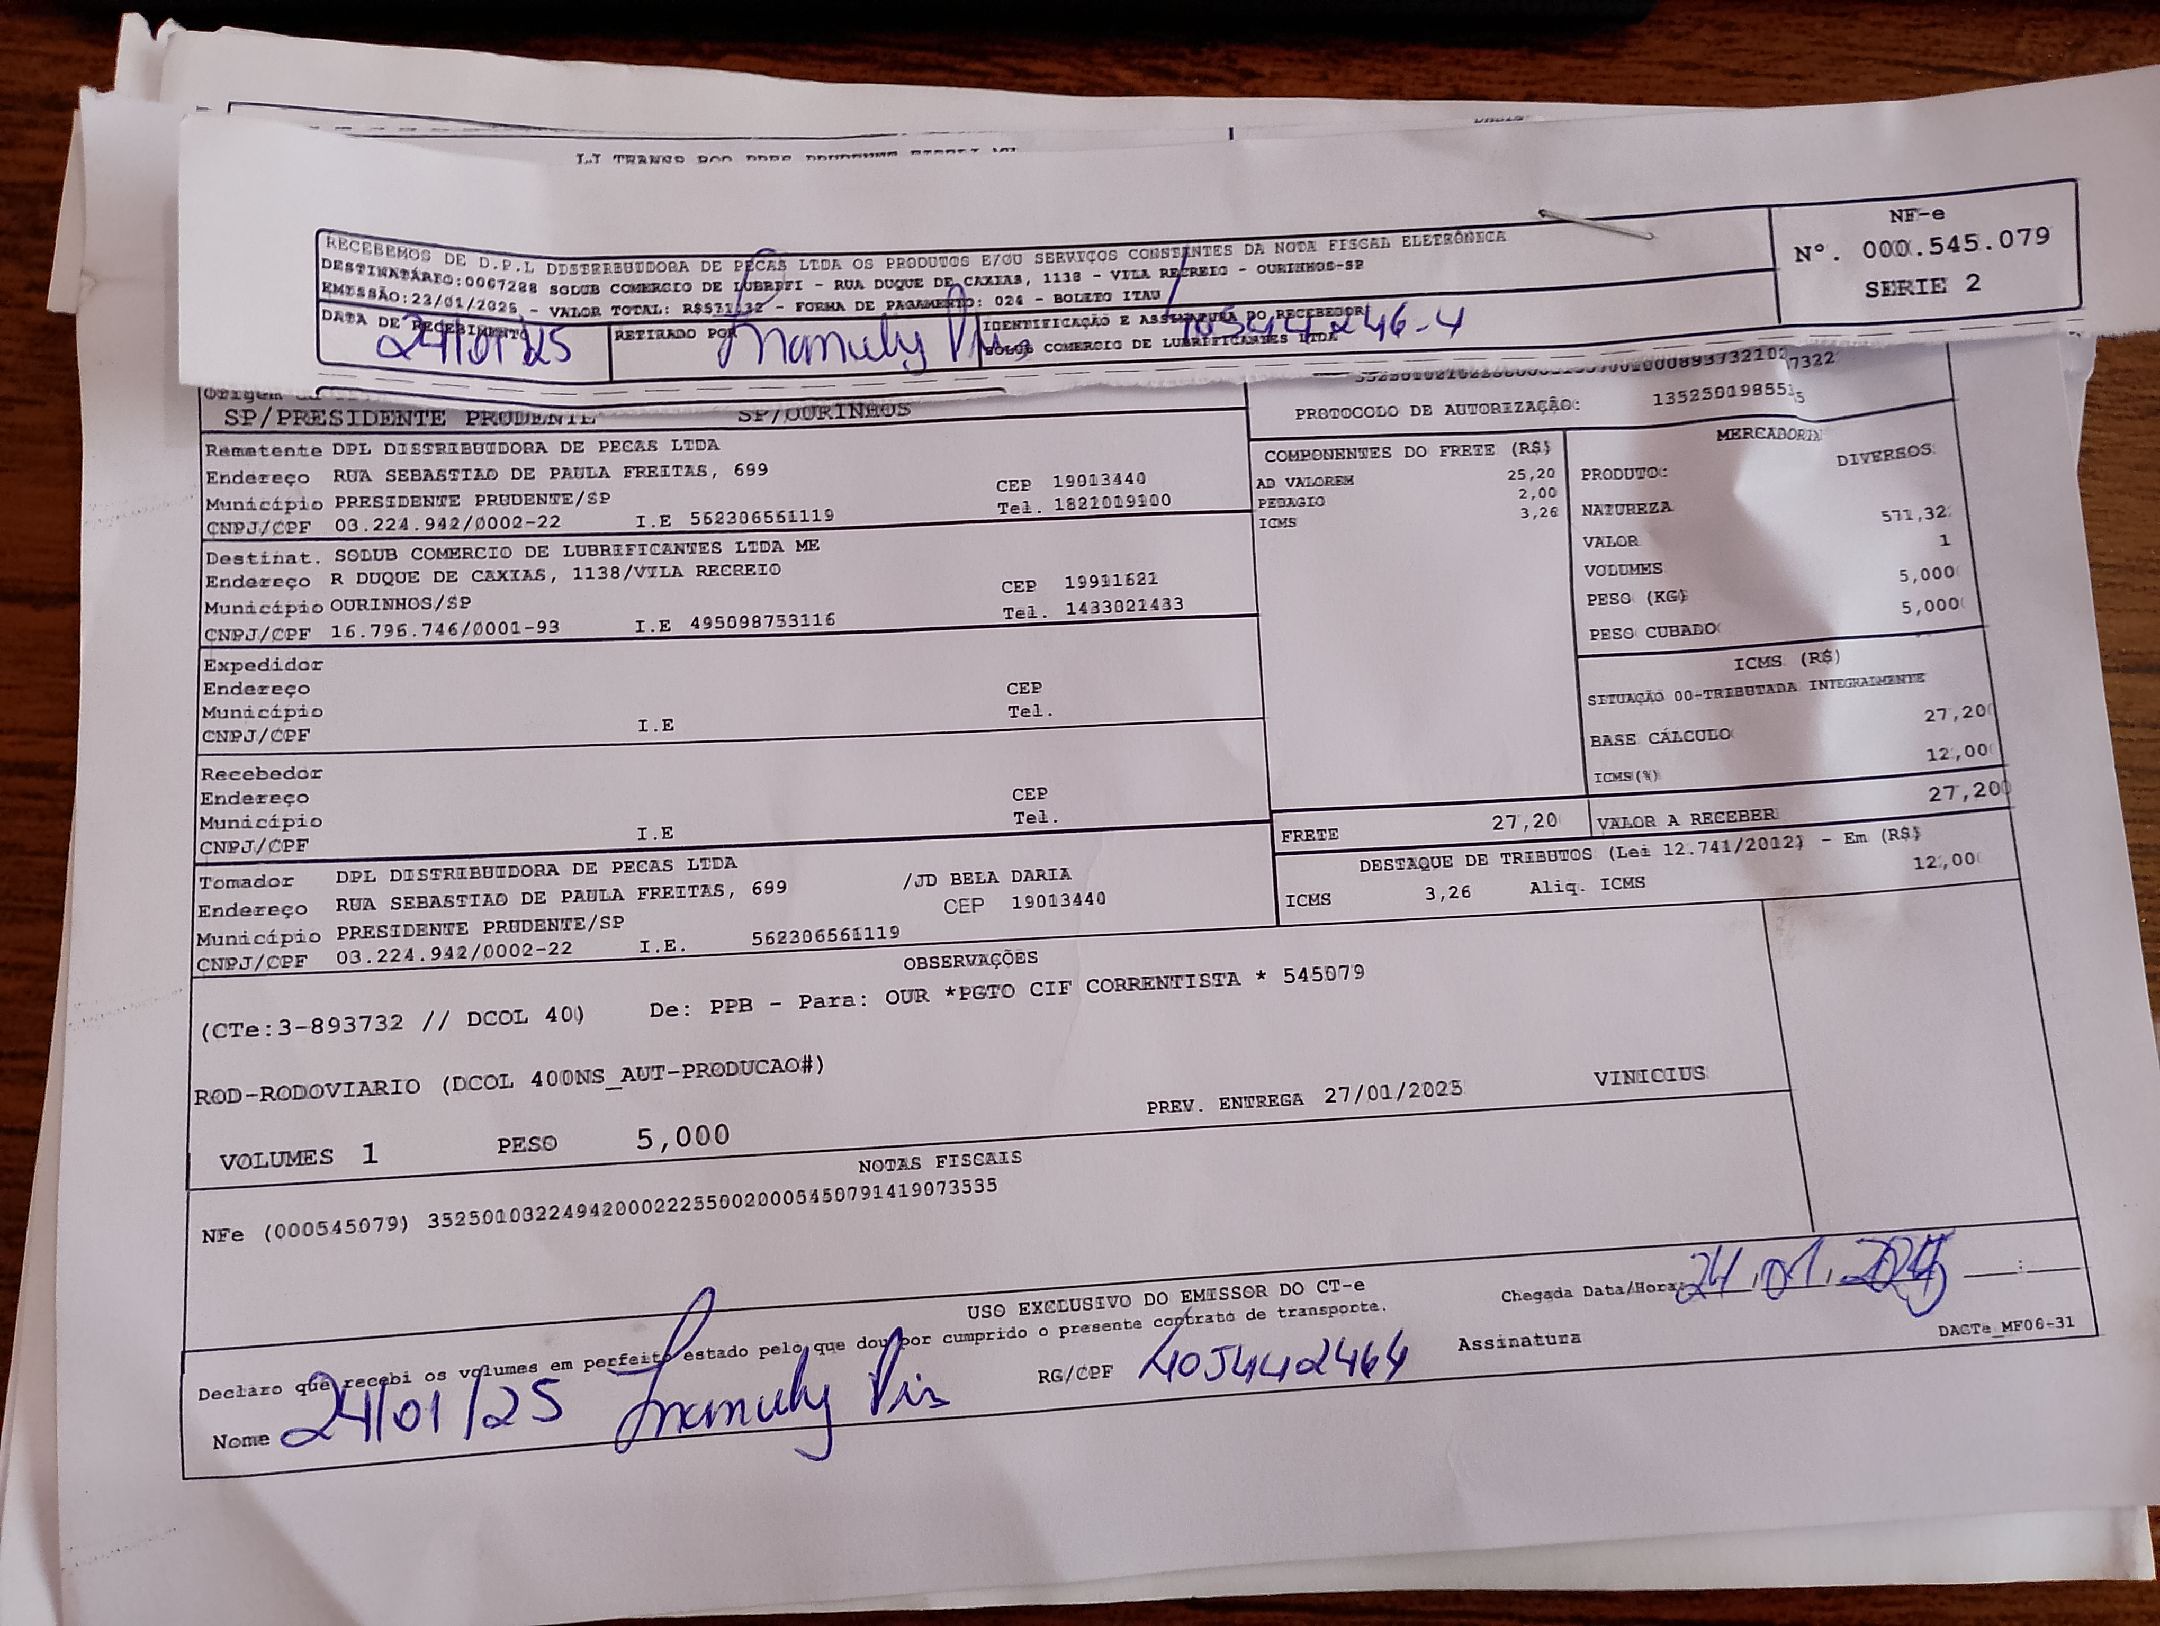 RECEBEMOS DE D.P.L DISTRIBUIDORA DE PECAS LTDA OS PRODUTOS E/OU SERVIÇOS CONSTANTES DA NOTA FISCAL ELETRÔNICA
DESTINATÁRIO:0007288 SOLUB COMERCIO DE LUBRIFI - RUA DUQUE DE CAXIAS, 1138 - VILA RECREIO - OURINHOS-SP
EMISSÃO:23/01/2025, - VALOR TOTAL: R$571,32 - FORMA DE PAGAMENTO: 024 - BOLETO ITAU
NF-e
Nº. 000.545.079
SERIE 2
DATA DE RECEBIMENTO
24/01/25
RETIRADO POR
IDENTIFICAÇÃO E ASSINATURA DO RECEBEDOR
40544246-4
SOLUB COMERCIO DE LUBRIFICANTES LTDA
Origem
SP/PRESIDENTE PRUDENTE SP/OURINHOS
PROTOCOLO DE AUTORIZAÇÃO:
Remetente DPL DISTRIBUIDORA DE PECAS LTDA
Endereço RUA SEBASTIAO DE PAULA FREITAS, 699
Município PRESIDENTE PRUDENTE/SP CEP 19013440
CNPJ/CPF 03.224.942/0002-22 I.E 562306561119 Tel. 1821019900
Destinat. SOLUB COMERCIO DE LUBRIFICANTES LTDA ME
Endereço R DUQUE DE CAXIAS, 1138/VILA RECREIO
Município OURINHOS/SP CEP 19911621
CNPJ/CPF 16.796.746/0001-93 I.E 495098753116 Tel. 1433021433
Expedidor
Endereço
Município CEP
CNPJ/CPF I.E Tel.
Recebedor
Endereço
Município CEP
CNPJ/CPF I.E Tel.
Tomador DPL DISTRIBUIDORA DE PECAS LTDA
Endereço RUA SEBASTIAO DE PAULA FREITAS, 699 /JD BELA DARIA
Município PRESIDENTE PRUDENTE/SP CEP 19013440
CNPJ/CPF 03.224.942/0002-22 I.E. 562306561119
COMPONENTES DO FRETE (R$)
AD VALOREM 25,20
PEDAGIO 2,00
ICMS 3,26
MERCADORIA
PRODUTO: DIVERSOS
NATUREZA
VALOR 571,32
VOLUMES 1
PESO (KG) 5,000
PESO CUBADO 5,000
ICMS (R$)
SITUAÇÃO 00-TRIBUTADA INTEGRALMENTE
BASE CÁLCULO 27,20
ICMS(%) 12,00
FRETE 27,20 VALOR A RECEBER 27,20
DESTAQUE DE TRIBUTOS (Lei 12.741/2012) - Em (R$)
ICMS 3,26 Aliq. ICMS 12,00
OBSERVAÇÕES
(CTe:3-893732 // DCOL 40) De: PPB - Para: OUR *PGTO CIF CORRENTISTA * 545079
ROD-RODOVIARIO (DCOL 400NS_AUT-PRODUCAO#)
VOLUMES 1 PESO 5,000 PREV. ENTREGA 27/01/2025 VINICIUS
NOTAS FISCAIS
NFe (000545079) 35250103224942000222550020005450791419073535
USO EXCLUSIVO DO EMISSOR DO CT-e
Declaro que recebi os volumes em perfeito estado pelo que dou por cumprido o presente contrato de transporte.
Chegada Data/Hora: 24/01/2025 :
Nome 24/01/25
RG/CPF 405442464
Assinatura
DACTe_MF06-31